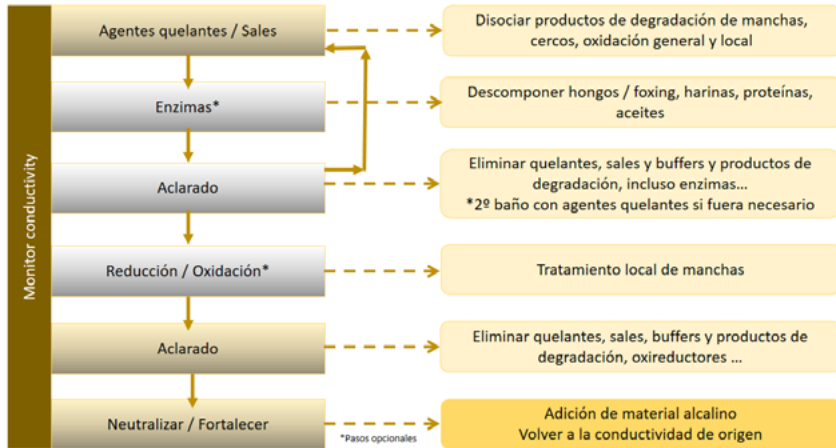 Monitor conductivity
Agentes quelantes / Sales
Disociar productos de degradación de manchas,
cercos, oxidación general y local
Enzimas*
Descomponer hongos / foxing, harinas, proteínas,
aceites
Aclarado
Eliminar quelantes, sales y buffers y productos de
degradación, incluso enzimas...
*2º baño con agentes quelantes si fuera necesario
Reducción / Oxidación*
Tratamiento local de manchas
Aclarado
Eliminar quelantes, sales, buffers y productos de
degradación, oxireductores ...
Neutralizar / Fortalecer
*Pasos opcionales
Adición de material alcalino
Volver a la conductividad de origen